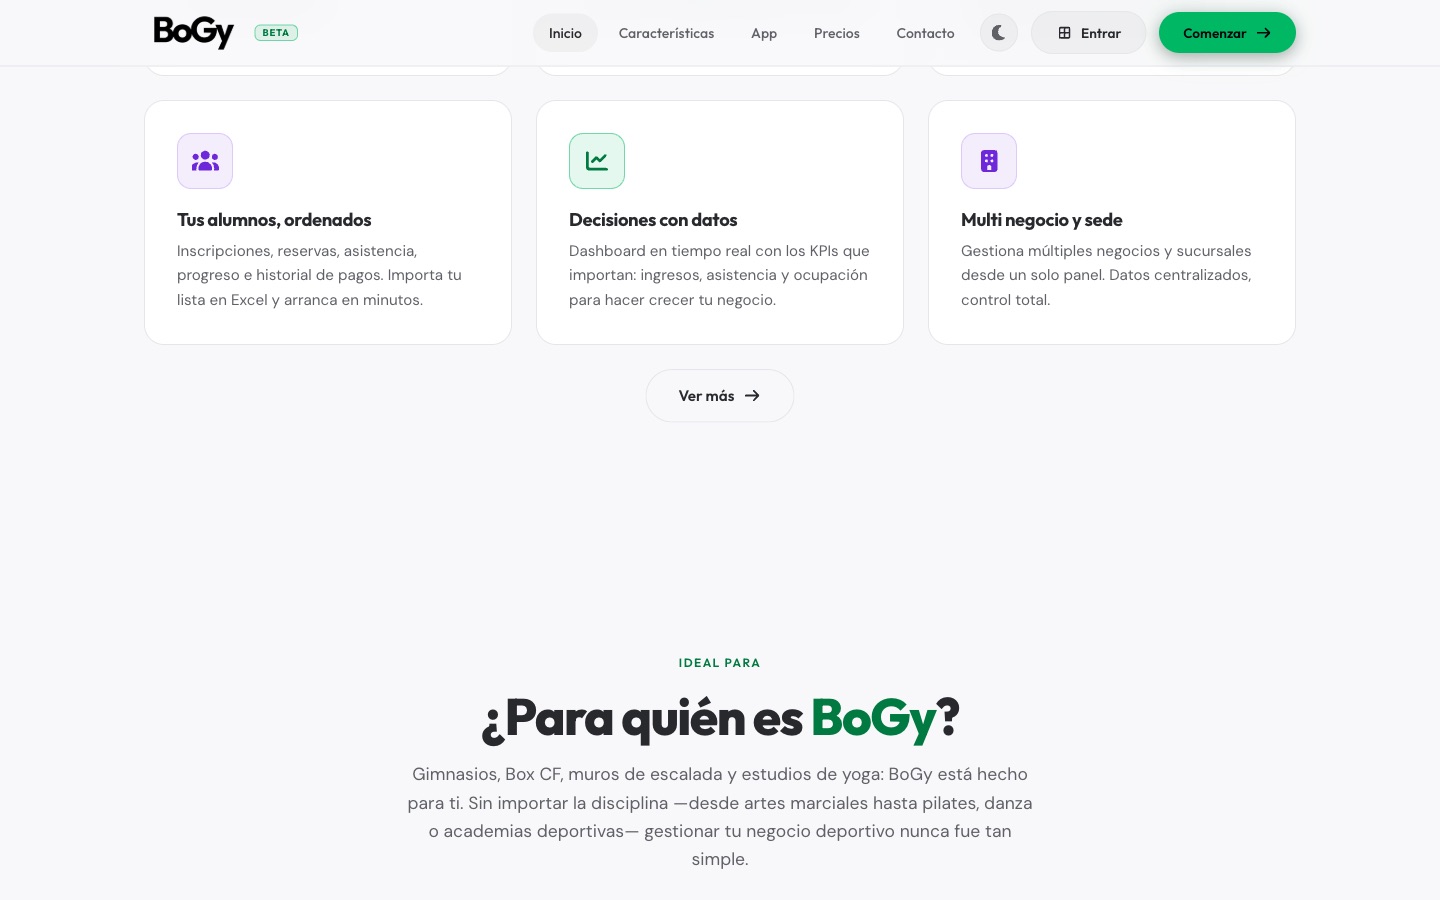 BoGy
BETA
Inicio
Características
App
Precios
Contacto
Entrar
Comenzar
Tus alumnos, ordenados
Inscripciones, reservas, asistencia,
progreso e historial de pagos. Importa tu
lista en Excel y arranca en minutos.
Decisiones con datos
Dashboard en tiempo real con los KPIs que
importan: ingresos, asistencia y ocupación
para hacer crecer tu negocio.
Multi negocio y sede
Gestiona múltiples negocios y sucursales
desde un solo panel. Datos centralizados,
control total.
Ver más
IDEAL PARA
¿Para quién es BoGy?
Gimnasios, Box CF, muros de escalada y estudios de yoga: BoGy está hecho
para ti. Sin importar la disciplina —desde artes marciales hasta pilates, danza
o academias deportivas— gestionar tu negocio deportivo nunca fue tan
simple.